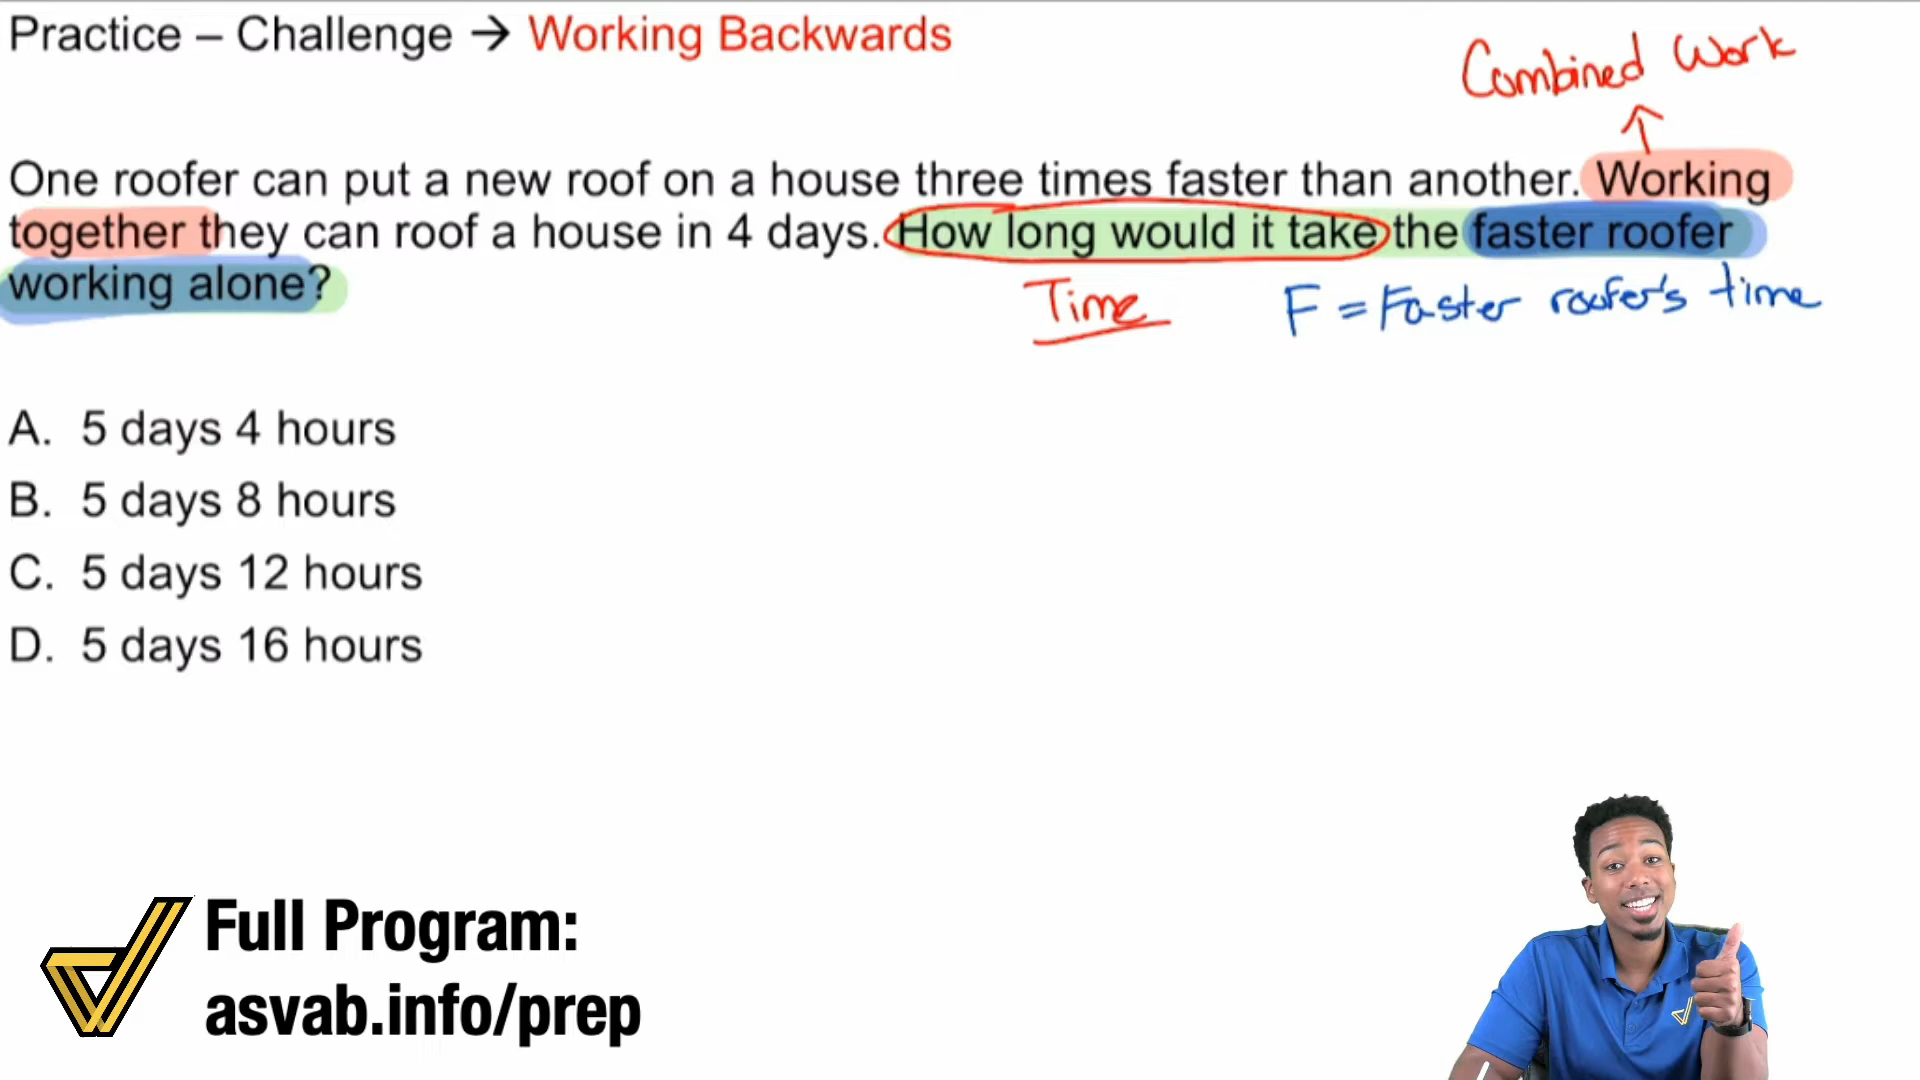 Practice – Challenge → Working Backwards
Combined Work
One roofer can put a new roof on a house three times faster than another. Working
together they can roof a house in 4 days. How long would it take the faster roofer
working alone?
Time
F = Faster roofer's time
A. 5 days 4 hours
B. 5 days 8 hours
C. 5 days 12 hours
D. 5 days 16 hours
Full Program:
asvab.info/prep